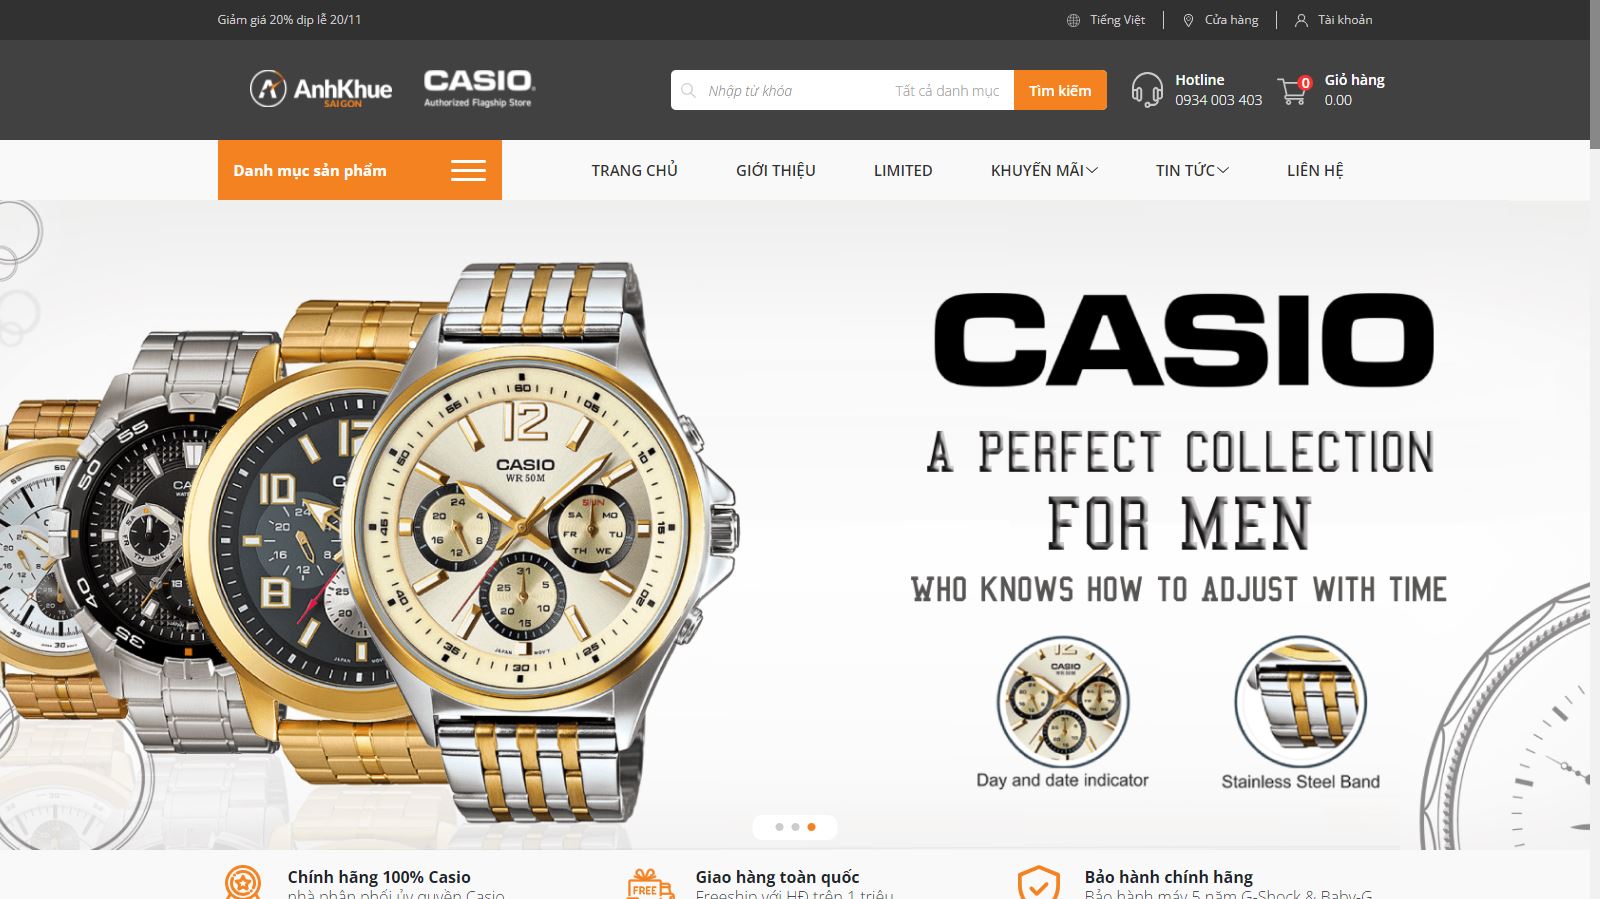 Giảm giá 20% dịp lễ 20/11
Tiếng Việt
Cửa hàng
Tài khoản
AnhKhue
SAIGON
CASIO
Authorized Flagship Store
Nhập từ khóa
Tất cả danh mục
Tìm kiếm
Hotline
0934 003 403
0
Giỏ hàng
0.00
Danh mục sản phẩm
TRANG CHỦ
GIỚI THIỆU
LIMITED
KHUYẾN MÃI
TIN TỨC
LIÊN HỆ
CASIO
A PERFECT COLLECTION
FOR MEN
WHO KNOWS HOW TO ADJUST WITH TIME
CASIO
WR 50M
Day and date indicator
Stainless Steel Band
Chính hãng 100% Casio
nhà phân phối ủy quyền Casio
FREE
Giao hàng toàn quốc
Freeship với HĐ trên 1 triệu
Bảo hành chính hãng
Bảo hành máy 5 năm G-Shock & Baby-G